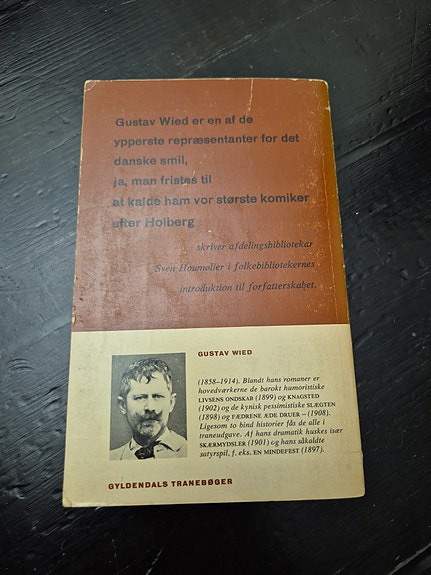 Gustav Wied er en af de
ypperste repræsentanter for det
danske smil,
ja, man fristes til
at kalde ham vor største komiker
efter Holberg
skriver afdelingsbibliotekar
Sven Houmøller i folkebibliotekernes
introduktion til forfatterskabet.
GUSTAV WIED
(1858–1914). Blandt hans romaner er
hovedværkerne de barokt humoristiske
LIVSENS ONDSKAB (1899) og KNAGSTED
(1902) og de kynisk pessimistiske SLÆGTEN
(1898) og FÆDRENE ÆDE DRUER – (1908).
Ligesom to bind historier fås de alle i
traneudgave. Af hans dramatik huskes især
SKÆRMYDSLER (1901) og hans såkaldte
satyrspil, f. eks. EN MINDEFEST (1897).
GYLDENDALS TRANEBØGER